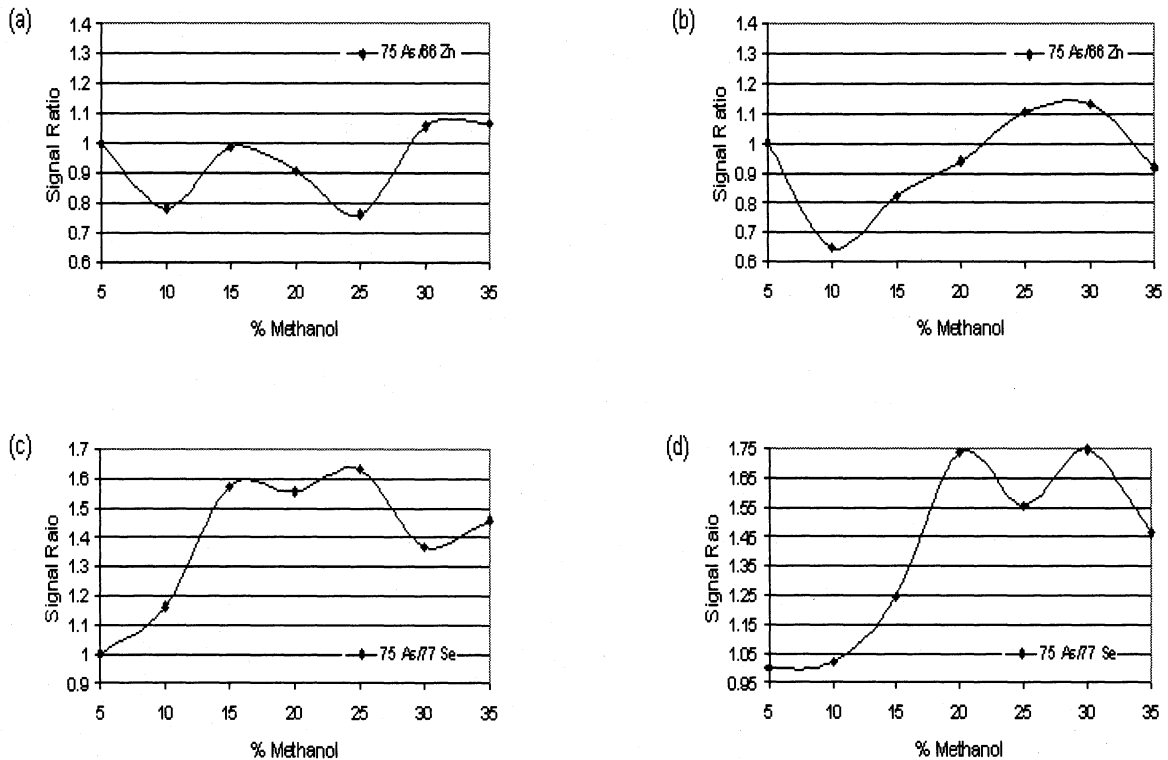 (a)
1.4
1.3
1.2
1.1
1
0.9
0.8
0.7
0.6
Signal Ratio
75 As/66 Zn
5 10 15 20 25 30 35
% Methanol
(b)
1.4
1.3
1.2
1.1
1
0.9
0.8
0.7
0.6
Signal Ratio
75 As/66 Zn
5 10 15 20 25 30 35
% Methanol
(c)
1.7
1.6
1.5
1.4
1.3
1.2
1.1
1
0.9
Signal Raio
75 As/77 Se
5 10 15 20 25 30 35
% Methanol
(d)
1.75
1.65
1.55
1.45
1.35
1.25
1.15
1.05
0.95
Signal Ratio
75 As/77 Se
5 10 15 20 25 30 35
% Methanol